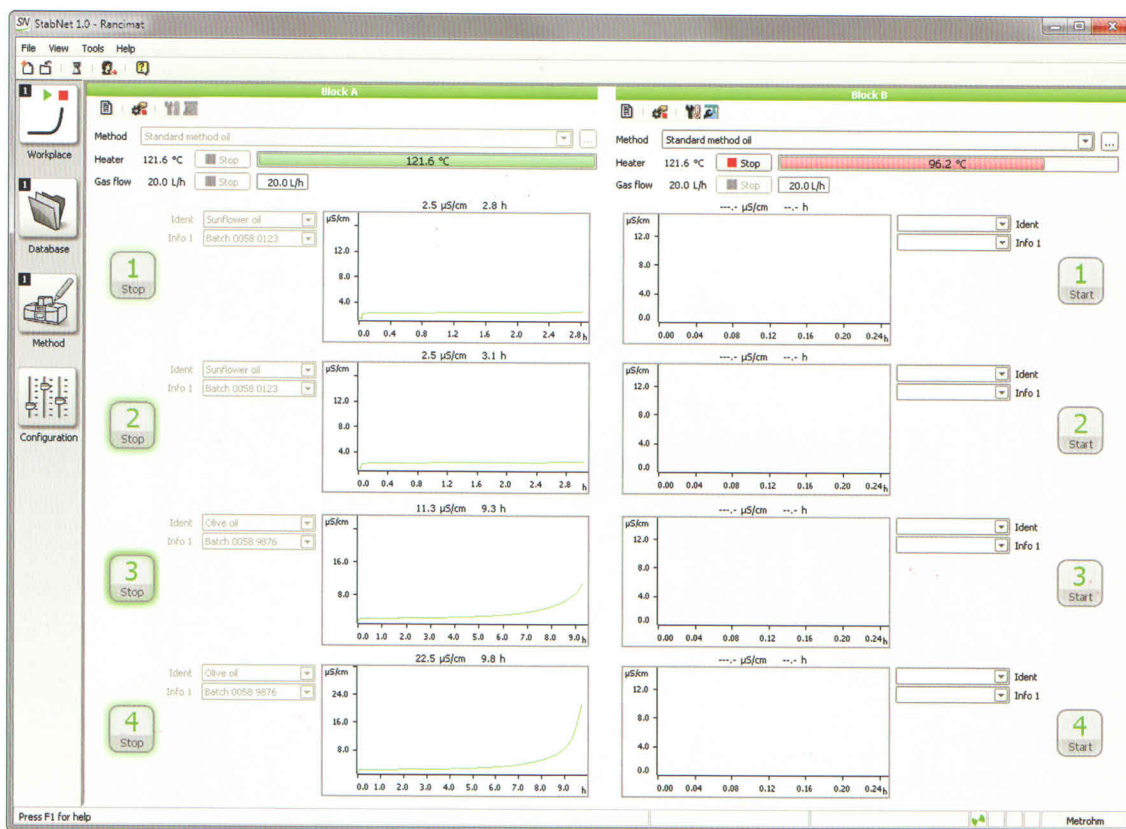 SN StabNet 1.0 - Rancimat
File View Tools Help
1
Workplace
1
Database
1
Method
Configuration
Block A
Method Standard method oil ...
Heater 121.6 °C Stop 121.6 °C
Gas flow 20.0 L/h Stop 20.0 L/h
1
Stop
Ident Sunflower oil
Info 1 Batch 0058 0123
2.5 µS/cm 2.8 h
µS/cm
12.0
8.0
4.0
0.0 0.4 0.8 1.2 1.6 2.0 2.4 2.8 h
2
Stop
Ident Sunflower oil
Info 1 Batch 0058 0123
2.5 µS/cm 3.1 h
µS/cm
12.0
8.0
4.0
0.0 0.4 0.8 1.2 1.6 2.0 2.4 2.8 h
3
Stop
Ident Olive oil
Info 1 Batch 0058 9876
11.3 µS/cm 9.3 h
µS/cm
16.0
8.0
0.0 1.0 2.0 3.0 4.0 5.0 6.0 7.0 8.0 9.0 h
4
Stop
Ident Olive oil
Info 1 Batch 0058 9876
22.5 µS/cm 9.8 h
µS/cm
24.0
16.0
8.0
0.0 1.0 2.0 3.0 4.0 5.0 6.0 7.0 8.0 9.0 h
Block B
Method Standard method oil ...
Heater 121.6 °C Stop 96.2 °C
Gas flow 20.0 L/h Stop 20.0 L/h
---.- µS/cm --.- h
µS/cm
12.0
8.0
4.0
0.0
0.00 0.04 0.08 0.12 0.16 0.20 0.24 h
Ident
Info 1
1
Start
---.- µS/cm --.- h
µS/cm
12.0
8.0
4.0
0.0
0.00 0.04 0.08 0.12 0.16 0.20 0.24 h
Ident
Info 1
2
Start
---.- µS/cm --.- h
µS/cm
12.0
8.0
4.0
0.0
0.00 0.04 0.08 0.12 0.16 0.20 0.24 h
Ident
Info 1
3
Start
---.- µS/cm --.- h
µS/cm
12.0
8.0
4.0
0.0
0.00 0.04 0.08 0.12 0.16 0.20 0.24 h
Ident
Info 1
4
Start
Press F1 for help
Metrohm